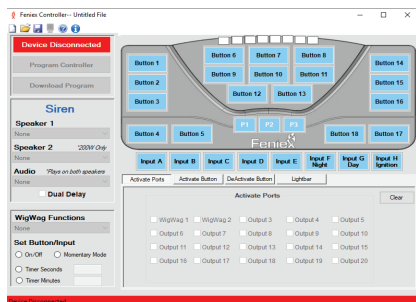 Feniex Controller-- Untitled File
Device Disconnected
Program Controller
Download Program
Siren
Speaker 1
None
Speaker 2 *200W Only
None
Audio *Plays on both speakers
None
Dual Delay
WigWag Functions
None
Set Button/Input
On/Off Momentary Mode
Timer Seconds
Timer Minutes
Button 6 Button 7 Button 8
Button 1 Button 14
Button 9 Button 10 Button 11
Button 2 Button 15
Button 12 Button 13
Button 3 Button 16
P1 P2 P3
Button 4 Button 5 Button 18 Button 17
Feniex
Input A Input B Input C Input D Input E Input F Night Input G Day Input H Ignition
Activate Ports Activate Button DeActivate Button Lightbar
Activate Ports Clear
WigWag 1 WigWag 2 Output 3 Output 4 Output 5
Output 6 Output 7 Output 8 Output 9 Output 10
Output 11 Output 12 Output 13 Output 14 Output 15
Output 16 Output 17 Output 18 Output 19 Output 20
Device Disconnected